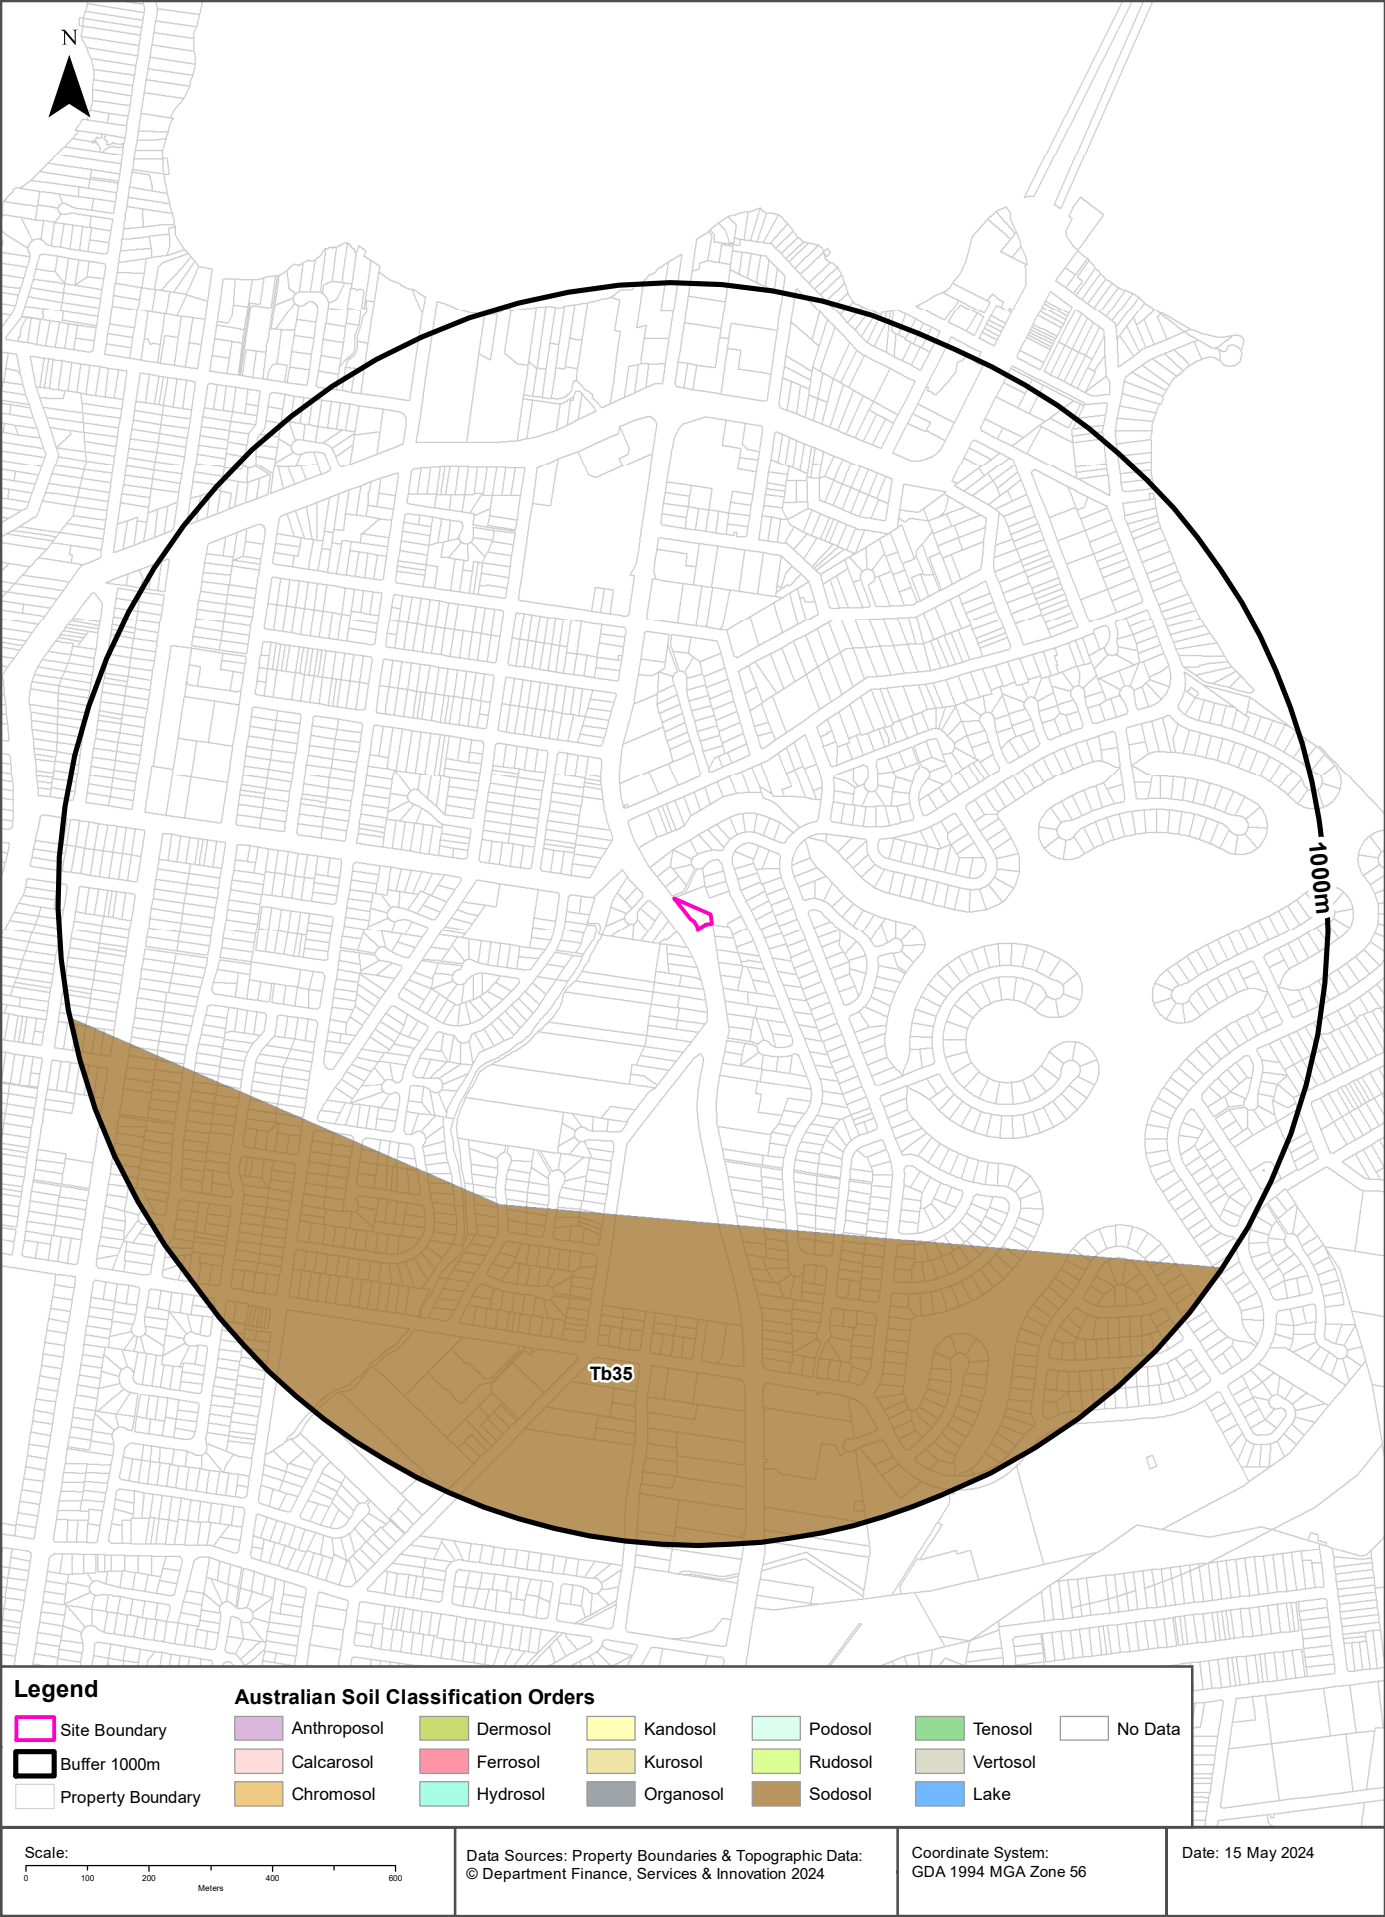 N
1000m
Tb35
Legend
Site Boundary
Buffer 1000m
Property Boundary
Australian Soil Classification Orders
Anthroposol
Calcarosol
Chromosol
Dermosol
Ferrosol
Hydrosol
Kandosol
Kurosol
Organosol
Podosol
Rudosol
Sodosol
Tenosol
Vertosol
Lake
No Data
Scale:
0 100 200 400 600
Meters
Data Sources: Property Boundaries & Topographic Data:
© Department Finance, Services & Innovation 2024
Coordinate System:
GDA 1994 MGA Zone 56
Date: 15 May 2024